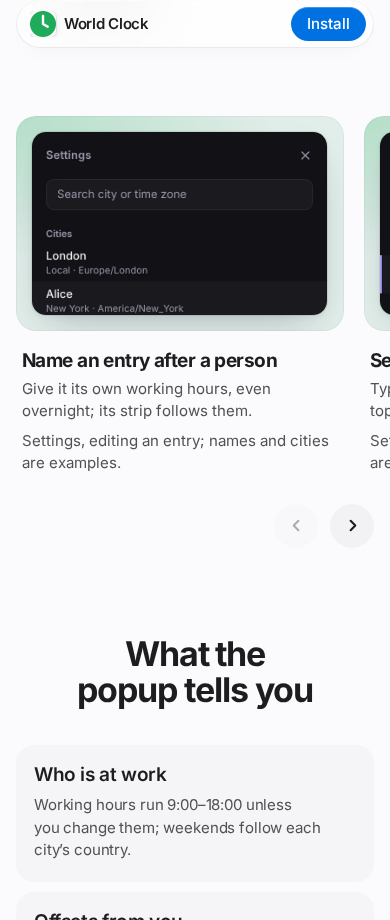 World Clock
Install
Settings
Search city or time zone
Cities
London
Local · Europe/London
Alice
New York · America/New_York
Name an entry after a person
Give it its own working hours, even
overnight; its strip follows them.
Settings, editing an entry; names and cities
are examples.
What the
popup tells you
Who is at work
Working hours run 9:00–18:00 unless
you change them; weekends follow each
city’s country.